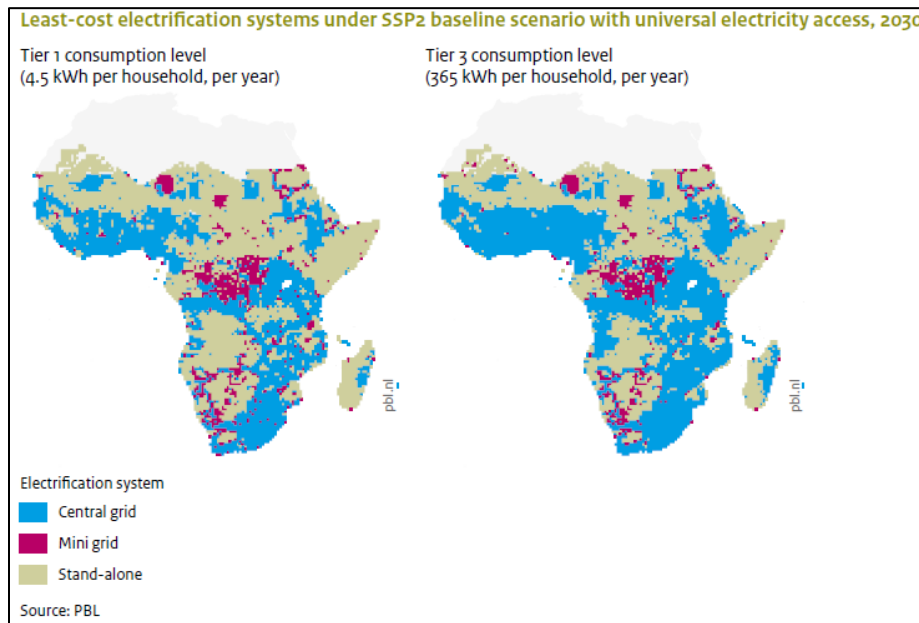 Least-cost electrification systems under SSP2 baseline scenario with universal electricity access, 2030
Tier 1 consumption level
(4.5 kWh per household, per year)
Tier 3 consumption level
(365 kWh per household, per year)
pbl.nl
pbl.nl
Electrification system
Central grid
Mini grid
Stand-alone
Source: PBL